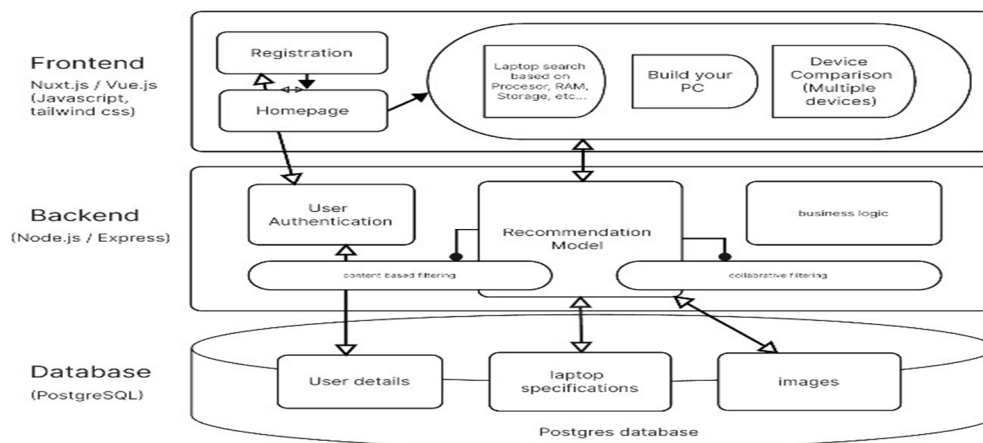 Frontend
Nuxt.js / Vue.js
(Javascript,
tailwind css)
Registration
Homepage
Laptop search
based on
Procesor, RAM,
Storage, etc...
Build your
PC
Device
Comparison
(Multiple
devices)
Backend
(Node.js / Express)
User
Authentication
Recommendation
Model
business logic
content based filtering
collabrative filtering
Database
(PostgreSQL)
User details
laptop
specifications
images
Postgres database